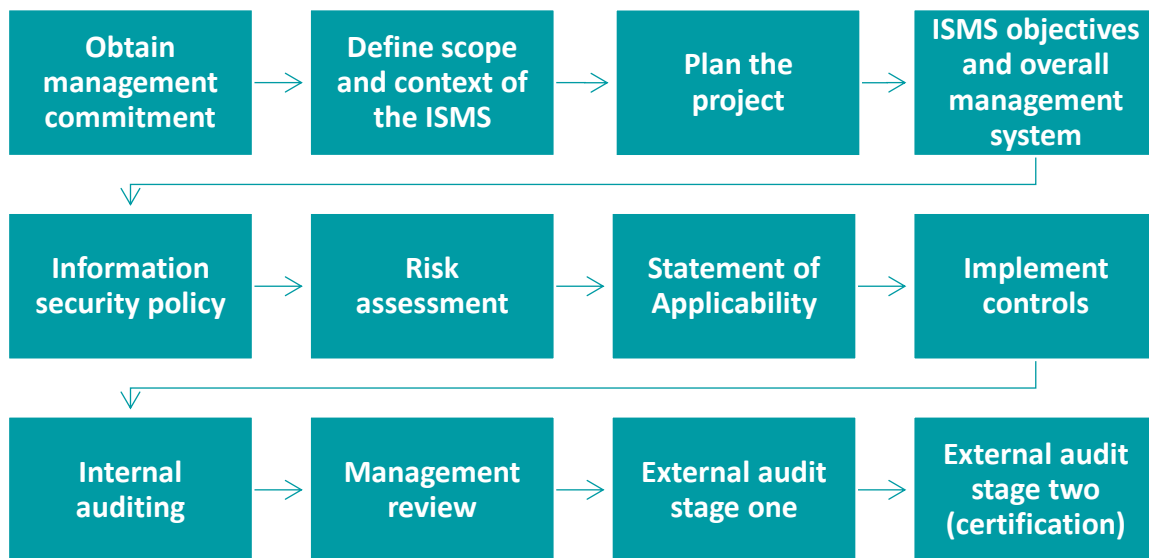 Obtain
management
commitment
Define scope
and context of
the ISMS
Plan the
project
ISMS objectives
and overall
management
system
Information
security policy
Risk
assessment
Statement of
Applicability
Implement
controls
Internal
auditing
Management
review
External audit
stage one
External audit
stage two
(certification)